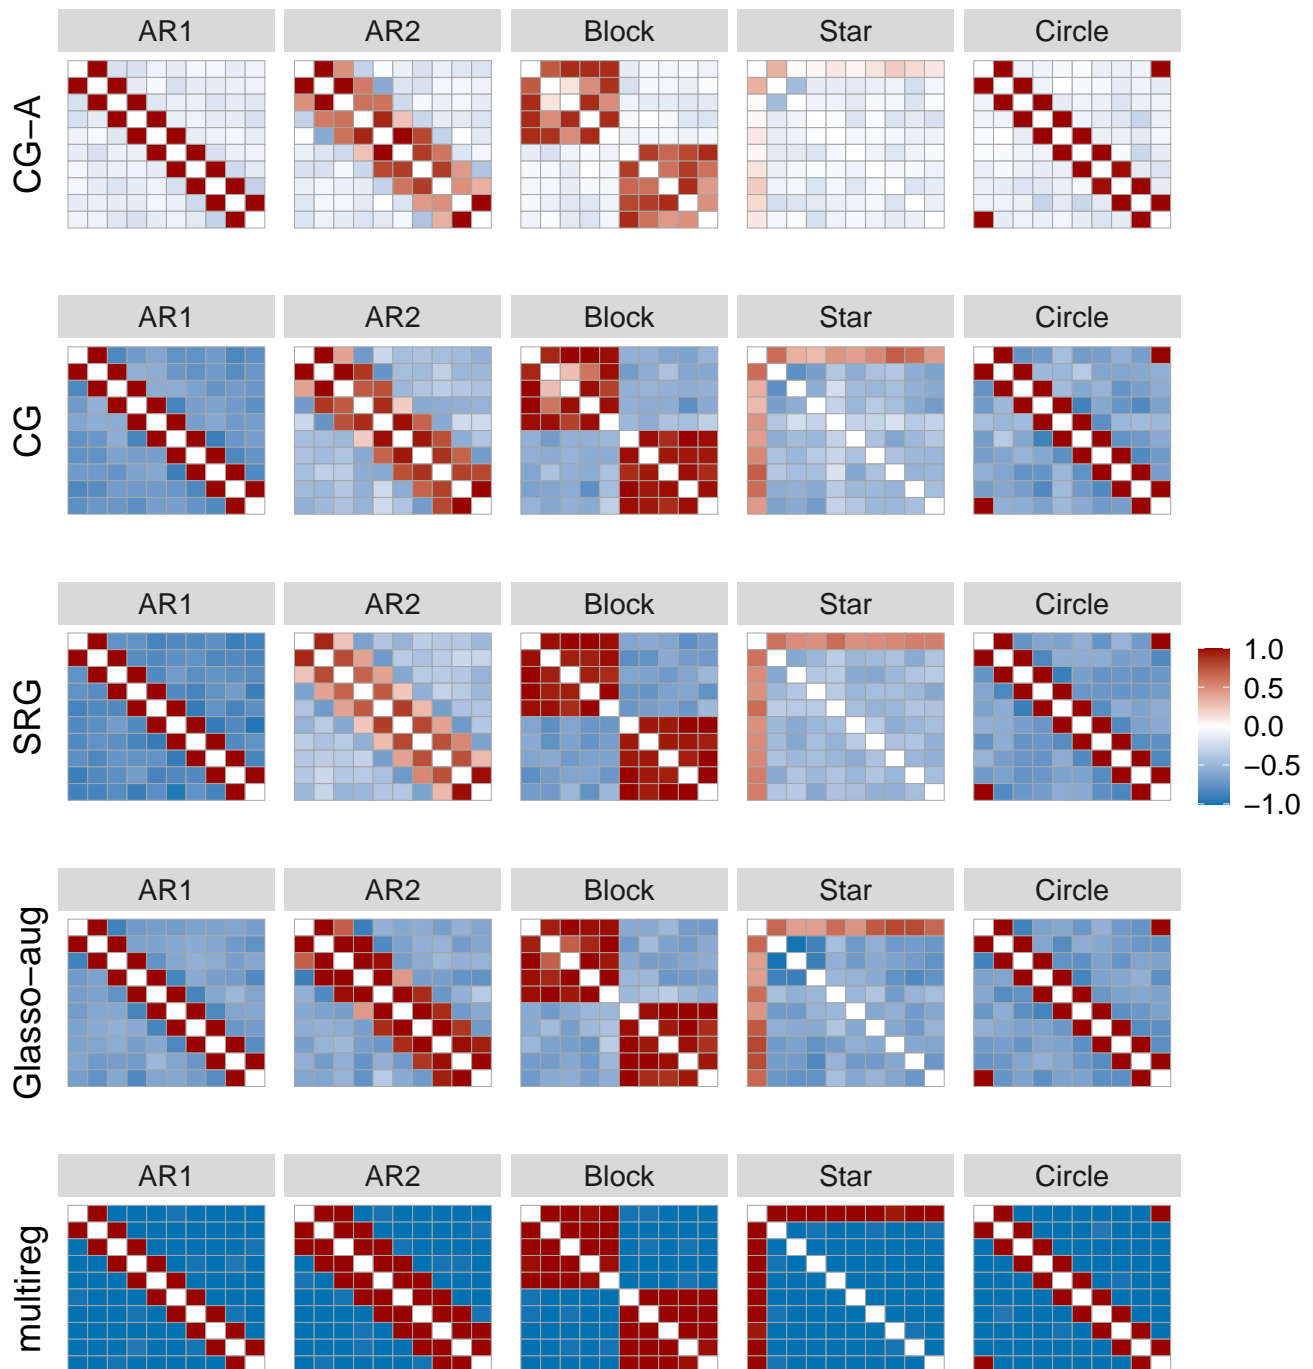 AR1 AR2 Block Star Circle
CG−A
AR1 AR2 Block Star Circle
CG
AR1 AR2 Block Star Circle
SRG
1.0
0.5
0.0
−0.5
−1.0
AR1 AR2 Block Star Circle
Glasso−aug
AR1 AR2 Block Star Circle
multireg